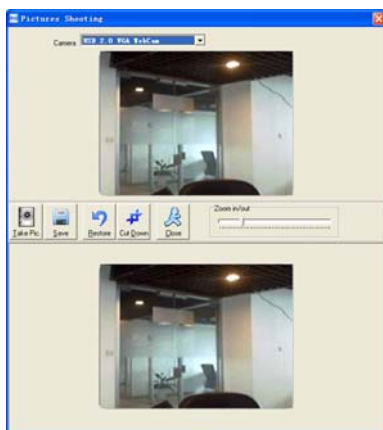 Pictures Shooting
Camera USB 2.0 VGA WebCam
Zoom in/out
Take Pic. Save Restore Cut Down Close